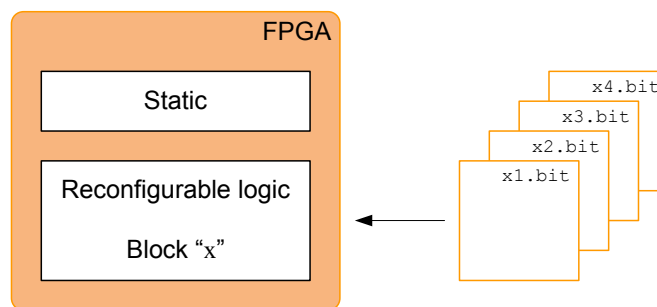 FPGA
Static
Reconfigurable logic
Block “x”
x4.bit
x3.bit
x2.bit
x1.bit